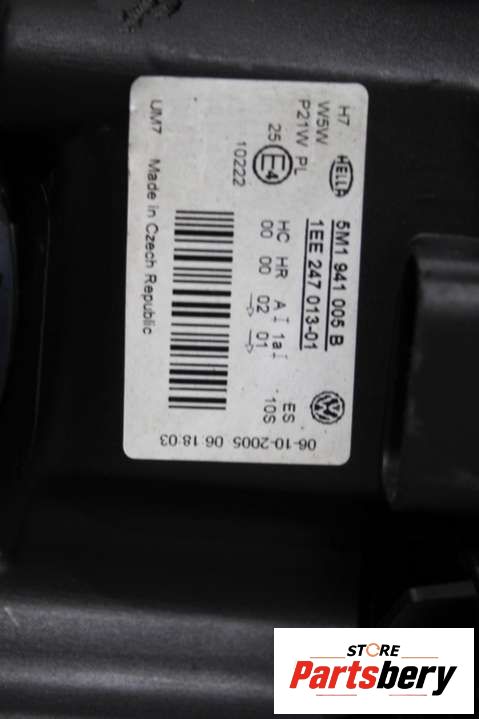 H7
W5W
P21W PL
HELLA
25 E4
10222
5M1 941 005 B
1EE 247 013-01
HC HR A 1a
00 00 02 01
ES
10S
UM7 Made in Czech Republic
06-10-2005 06 18 03
STORE
Partsbery